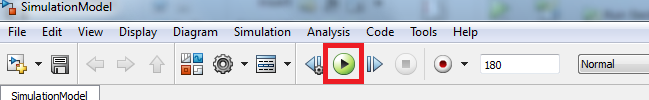 SimulationModel
File Edit View Display Diagram Simulation Analysis Code Tools Help
180 Normal
SimulationModel